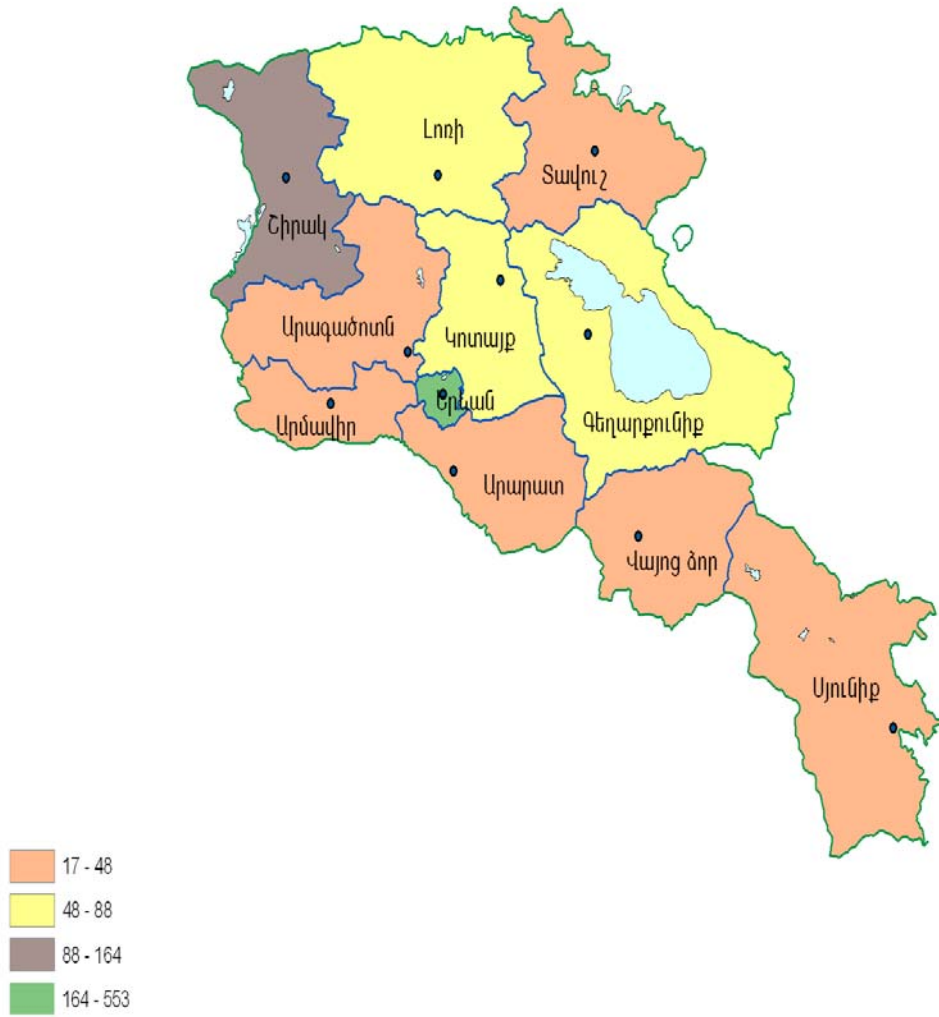 Լոռի
Տավուշ
Շիրակ
Արագածոտն
Կոտայք
Երևան
Արմավիր
Գեղարքունիք
Արարատ
Վայոց ձոր
Սյունիք
17 - 48
48 - 88
88 - 164
164 - 553